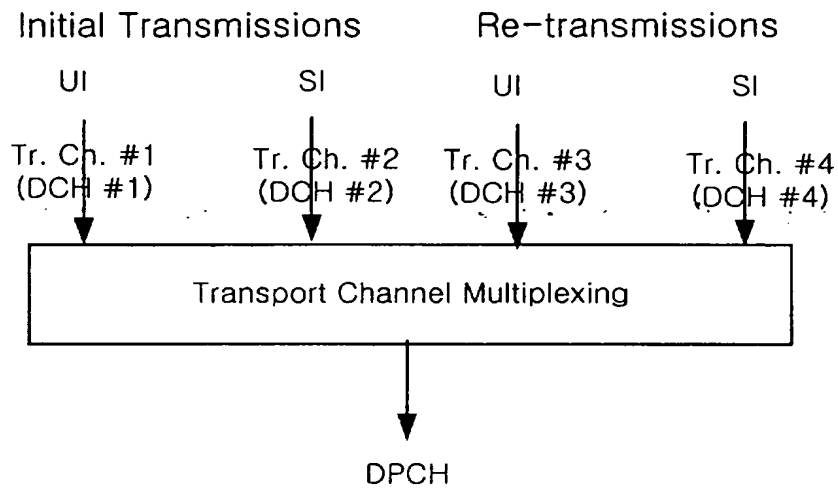 Initial Transmissions Re-transmissions
UI SI UI SI
Tr. Ch. #1 Tr. Ch. #2 Tr. Ch. #3 Tr. Ch. #4
(DCH #1) (DCH #2) (DCH #3) (DCH #4)
Transport Channel Multiplexing
DPCH